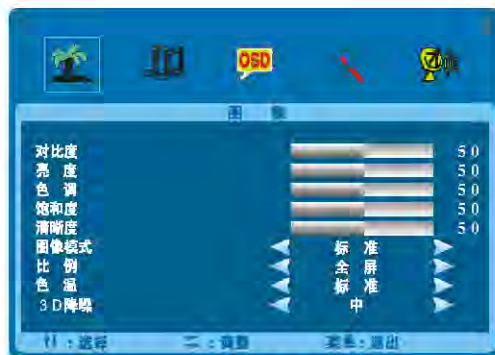 OSD
图 像
对比度 50
亮 度 50
色 调 50
饱和度 50
清晰度 50
图像模式 标 准
比 例 全 屏
色 温 标 准
3D降噪 中
：选择 ：调整 菜单：退出